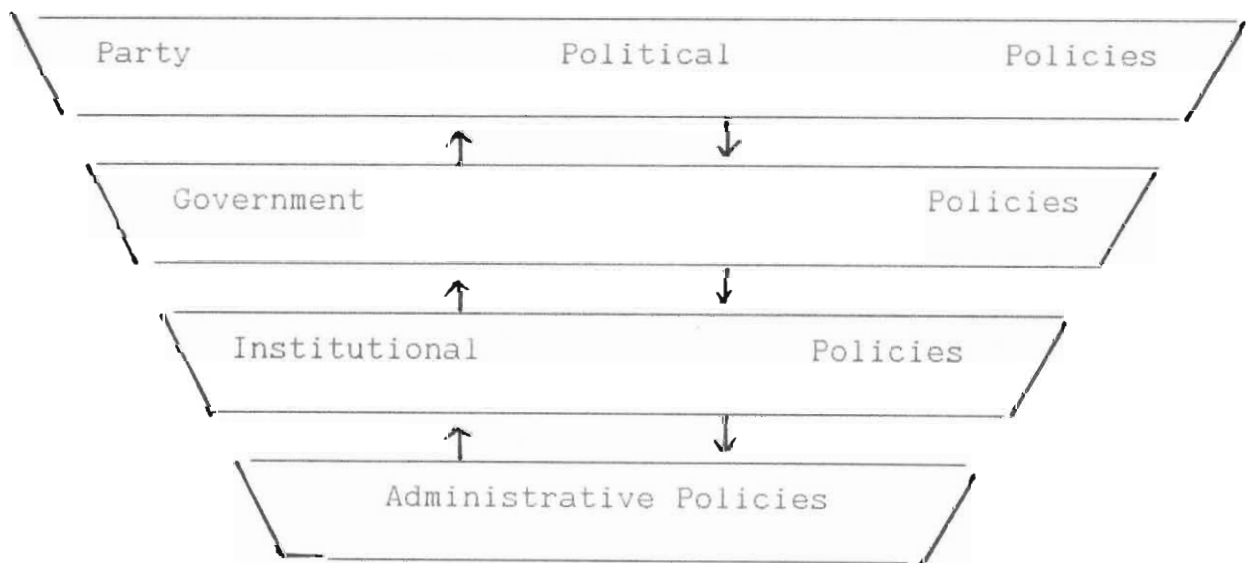 Party Political Policies
Government Policies
Institutional Policies
Administrative Policies